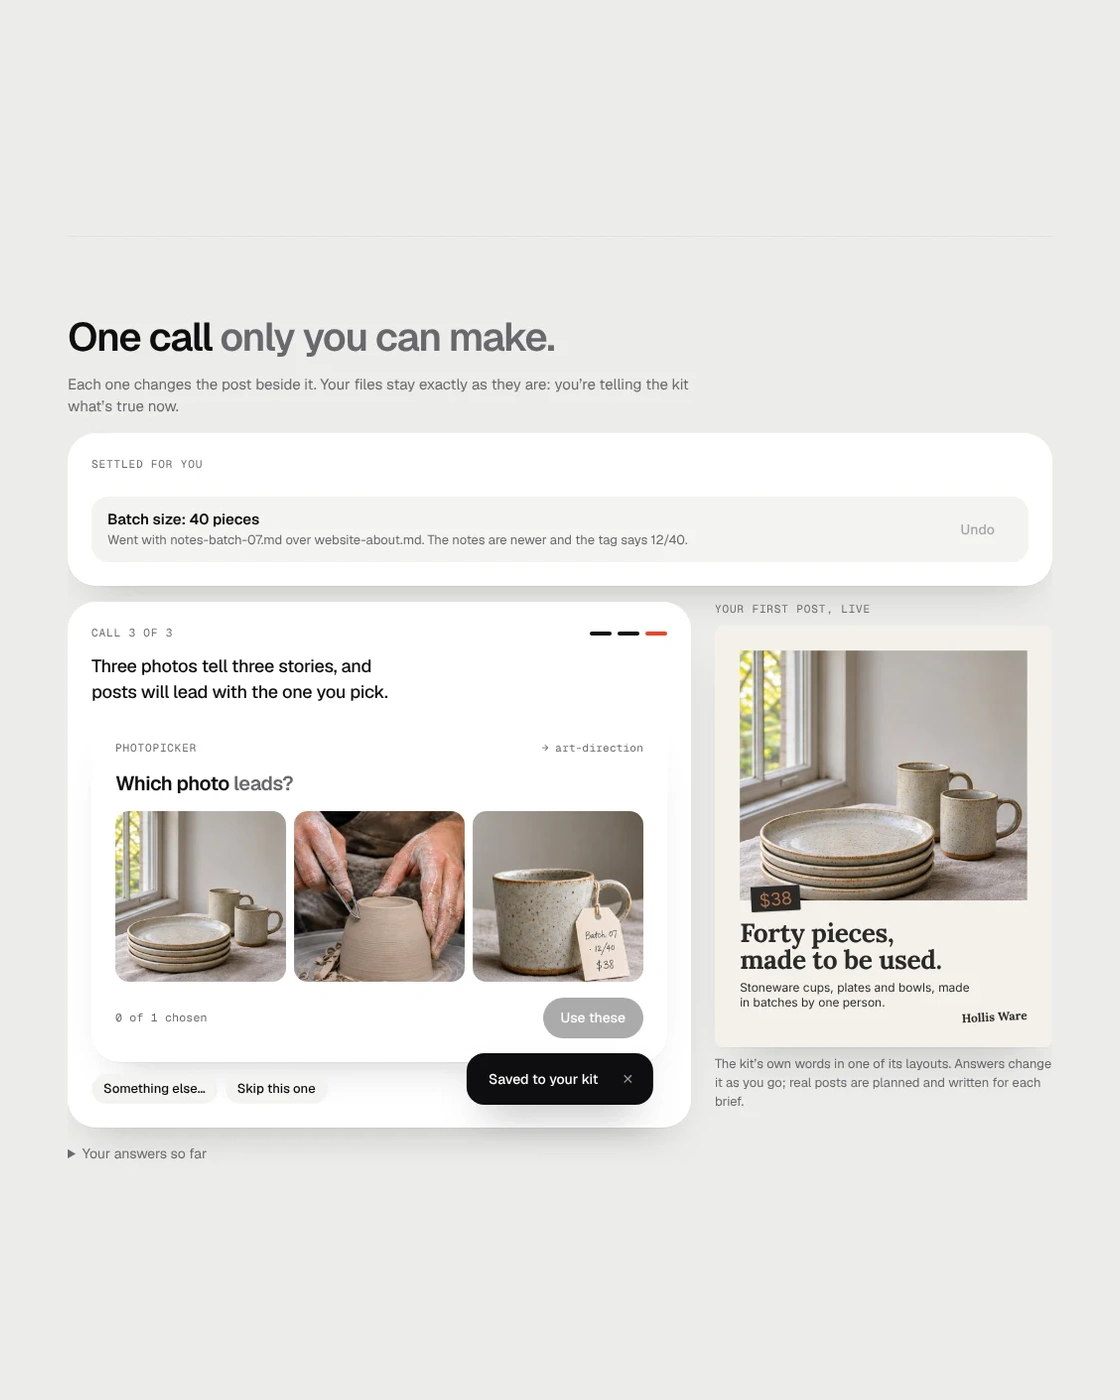 One call only you can make.
Each one changes the post beside it. Your files stay exactly as they are: you’re telling the kit
what’s true now.
SETTLED FOR YOU
Batch size: 40 pieces
Went with notes-batch-07.md over website-about.md. The notes are newer and the tag says 12/40.
Undo
CALL 3 OF 3
Three photos tell three stories, and
posts will lead with the one you pick.
PHOTOPICKER
→ art-direction
Which photo leads?
Batch 07
· 12/40
$38
0 of 1 chosen
Use these
Something else…
Skip this one
Saved to your kit ×
▶ Your answers so far
YOUR FIRST POST, LIVE
$38
Forty pieces,
made to be used.
Stoneware cups, plates and bowls, made
in batches by one person.
Hollis Ware
The kit’s own words in one of its layouts. Answers change
it as you go; real posts are planned and written for each
brief.